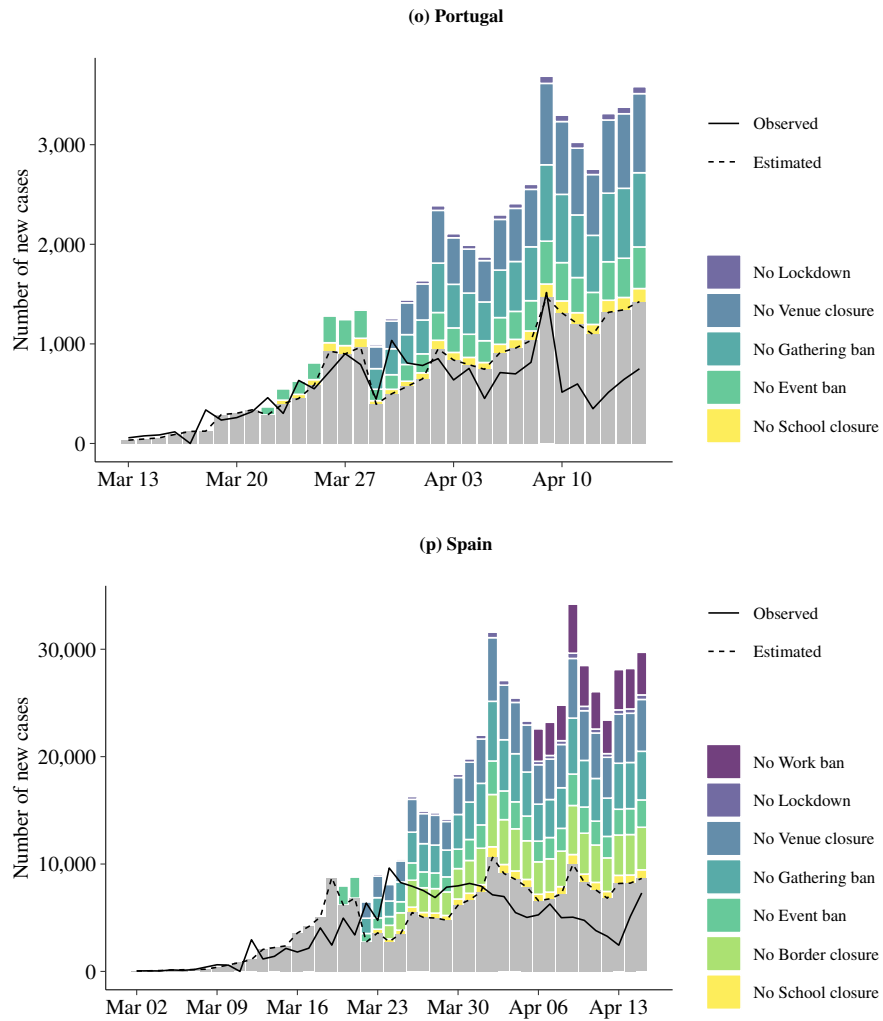 (o) Portugal
Number of new cases
3,000
2,000
1,000
0
Mar 13
Mar 20
Mar 27
Apr 03
Apr 10
Observed
Estimated
No Lockdown
No Venue closure
No Gathering ban
No Event ban
No School closure
(p) Spain
Number of new cases
30,000
20,000
10,000
0
Mar 02
Mar 09
Mar 16
Mar 23
Mar 30
Apr 06
Apr 13
Observed
Estimated
No Work ban
No Lockdown
No Venue closure
No Gathering ban
No Event ban
No Border closure
No School closure